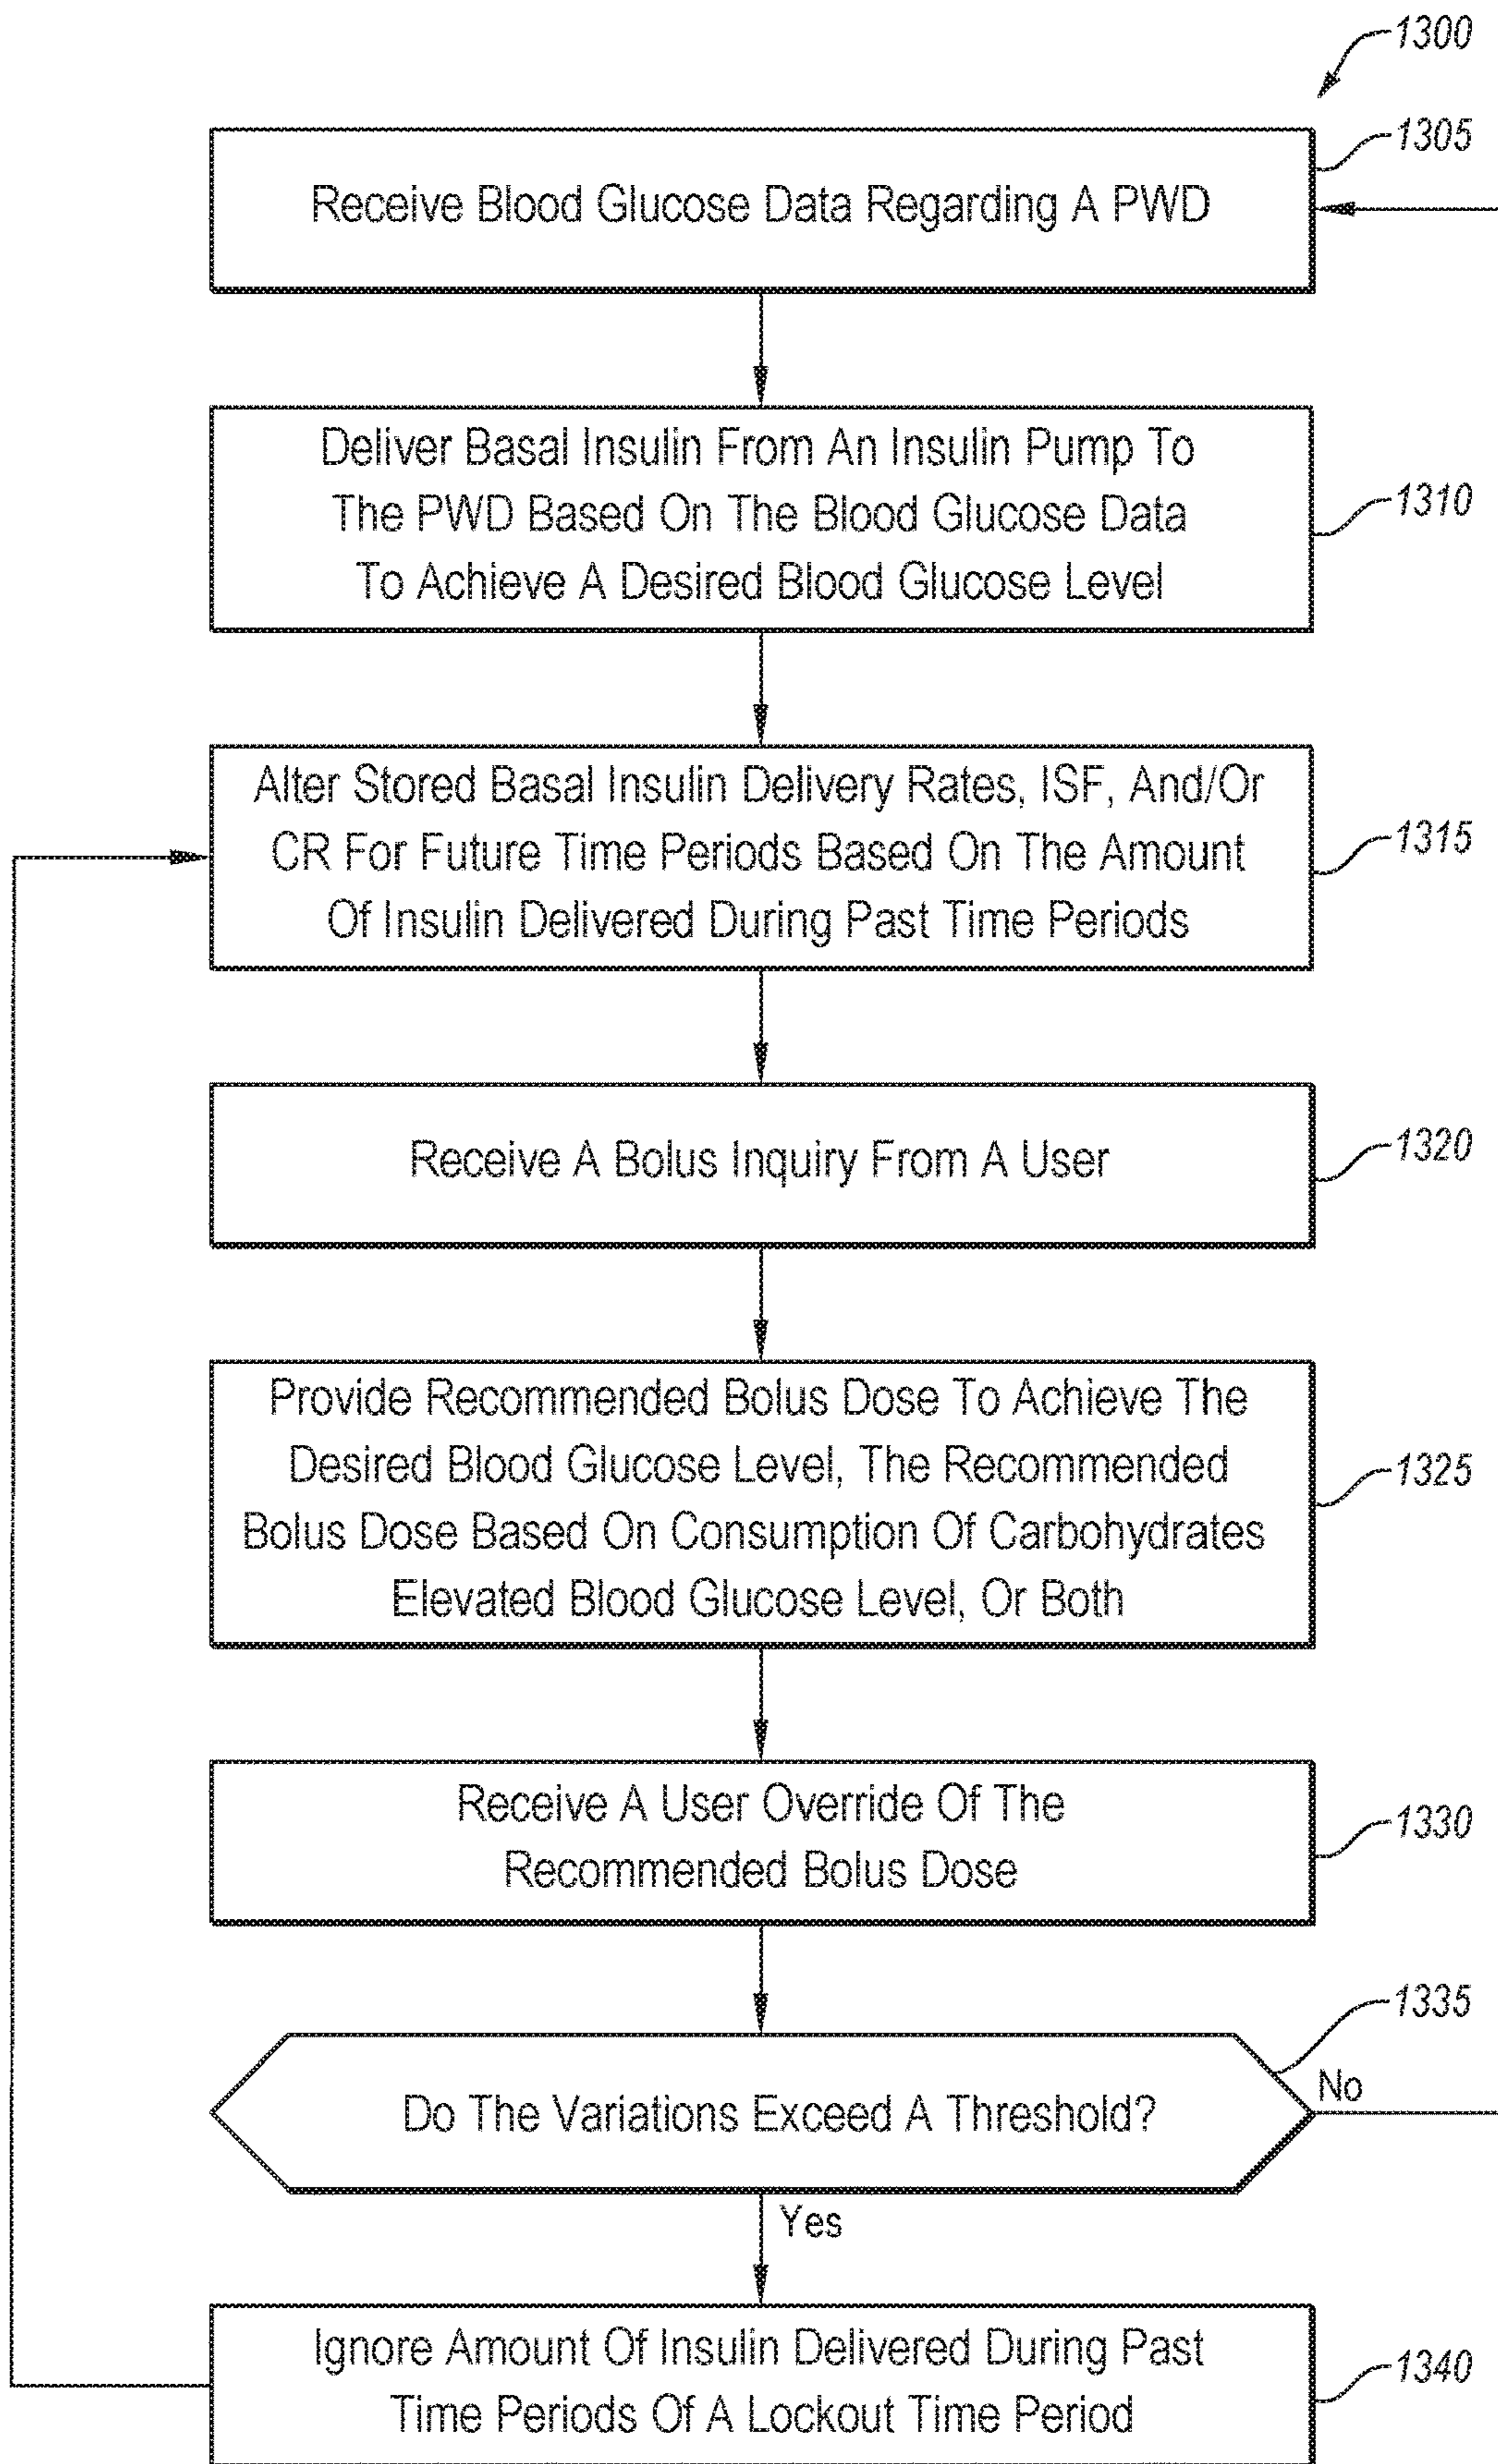 1300
1305
Receive Blood Glucose Data Regarding A PWD
Deliver Basal Insulin From An Insulin Pump To
The PWD Based On The Blood Glucose Data
To Achieve A Desired Blood Glucose Level
1310
Alter Stored Basal Insulin Delivery Rates, ISF, And/Or
CR For Future Time Periods Based On The Amount
Of Insulin Delivered During Past Time Periods
1315
Receive A Bolus Inquiry From A User
1320
Provide Recommended Bolus Dose To Achieve The
Desired Blood Glucose Level, The Recommended
Bolus Dose Based On Consumption Of Carbohydrates
Elevated Blood Glucose Level, Or Both
1325
Receive A User Override Of The
Recommended Bolus Dose
1330
1335
Do The Variations Exceed A Threshold?
No
Yes
Ignore Amount Of Insulin Delivered During Past
Time Periods Of A Lockout Time Period
1340